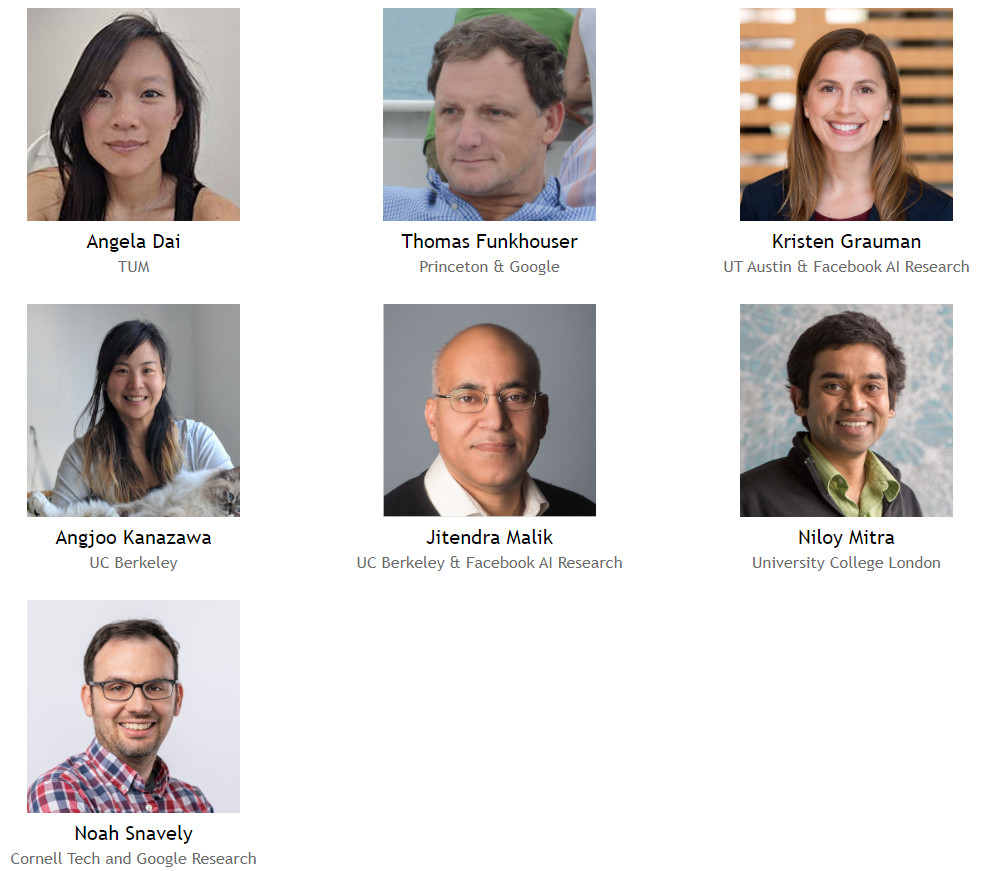 Angela Dai
TUM
Thomas Funkhouser
Princeton & Google
Kristen Grauman
UT Austin & Facebook AI Research
Angjoo Kanazawa
UC Berkeley
Jitendra Malik
UC Berkeley & Facebook AI Research
Niloy Mitra
University College London
Noah Snavely
Cornell Tech and Google Research